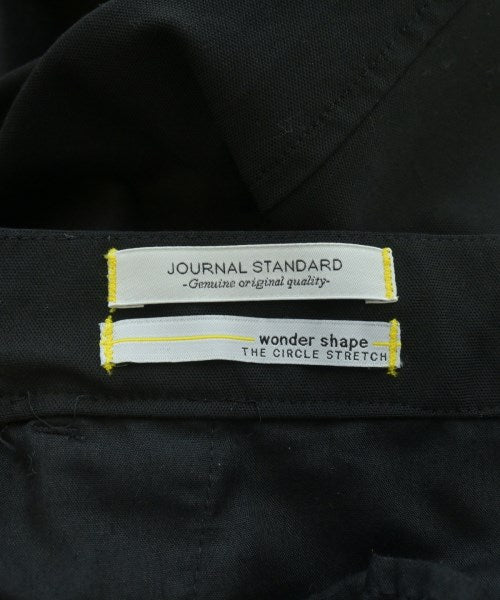 JOURNAL STANDARD
-Genuine original quality-
wonder shape
THE CIRCLE STRETCH